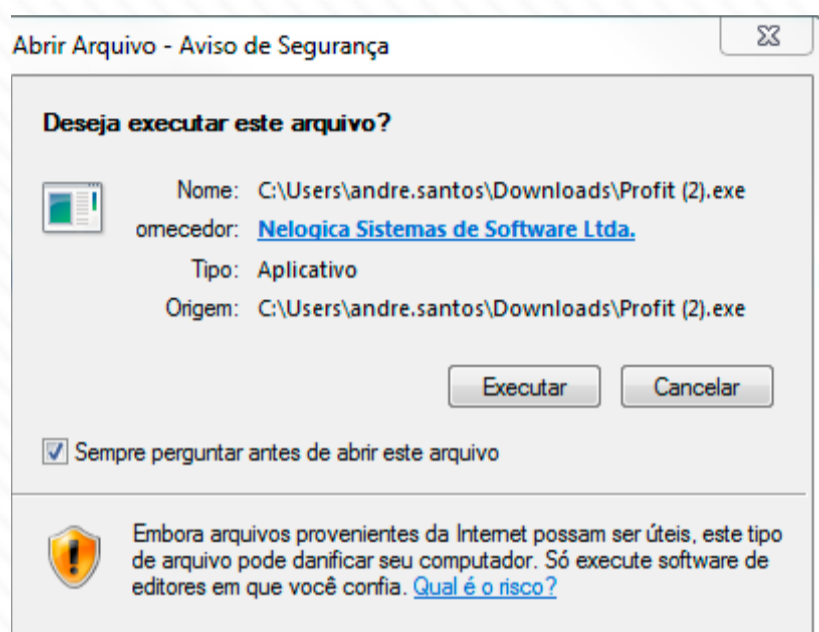 Abrir Arquivo - Aviso de Segurança
Deseja executar este arquivo?
Nome: C:\Users\andre.santos\Downloads\Profit (2).exe
ornecedor: Nelogica Sistemas de Software Ltda.
Tipo: Aplicativo
Origem: C:\Users\andre.santos\Downloads\Profit (2).exe
Executar Cancelar
Sempre perguntar antes de abrir este arquivo
Embora arquivos provenientes da Internet possam ser úteis, este tipo
de arquivo pode danificar seu computador. Só execute software de
editores em que você confia. Qual é o risco?